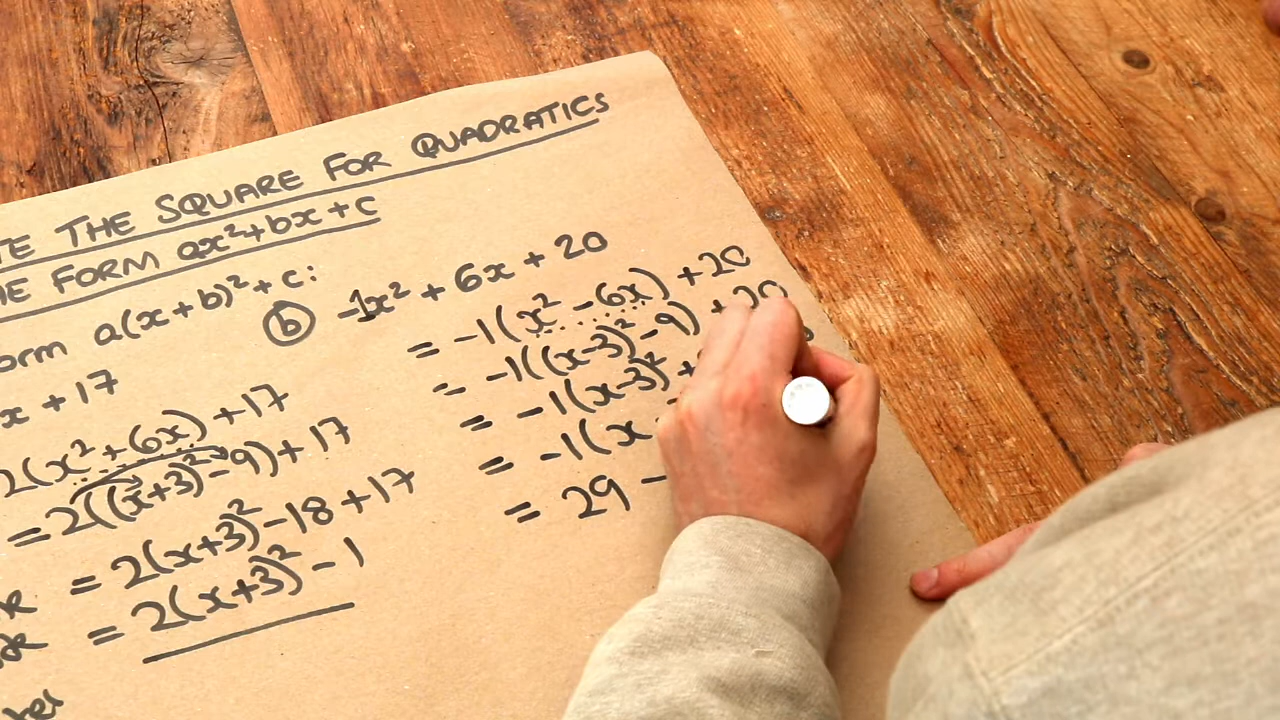 TE THE SQUARE FOR QUADRATICS
HE FORM ax²+bx+c
orm a(x+b)²+c:
x + 17
2(x²+6x)+17
= 2((x+3)²-9)+17
= 2(x+3)²-18+17
= 2(x+3)²-1
(b) -1x² + 6x + 20
= -1(x² - 6x) + 20
= -1((x-3)²-9) + 20
= -1(x-3)² +
= -1(x
= 29 -